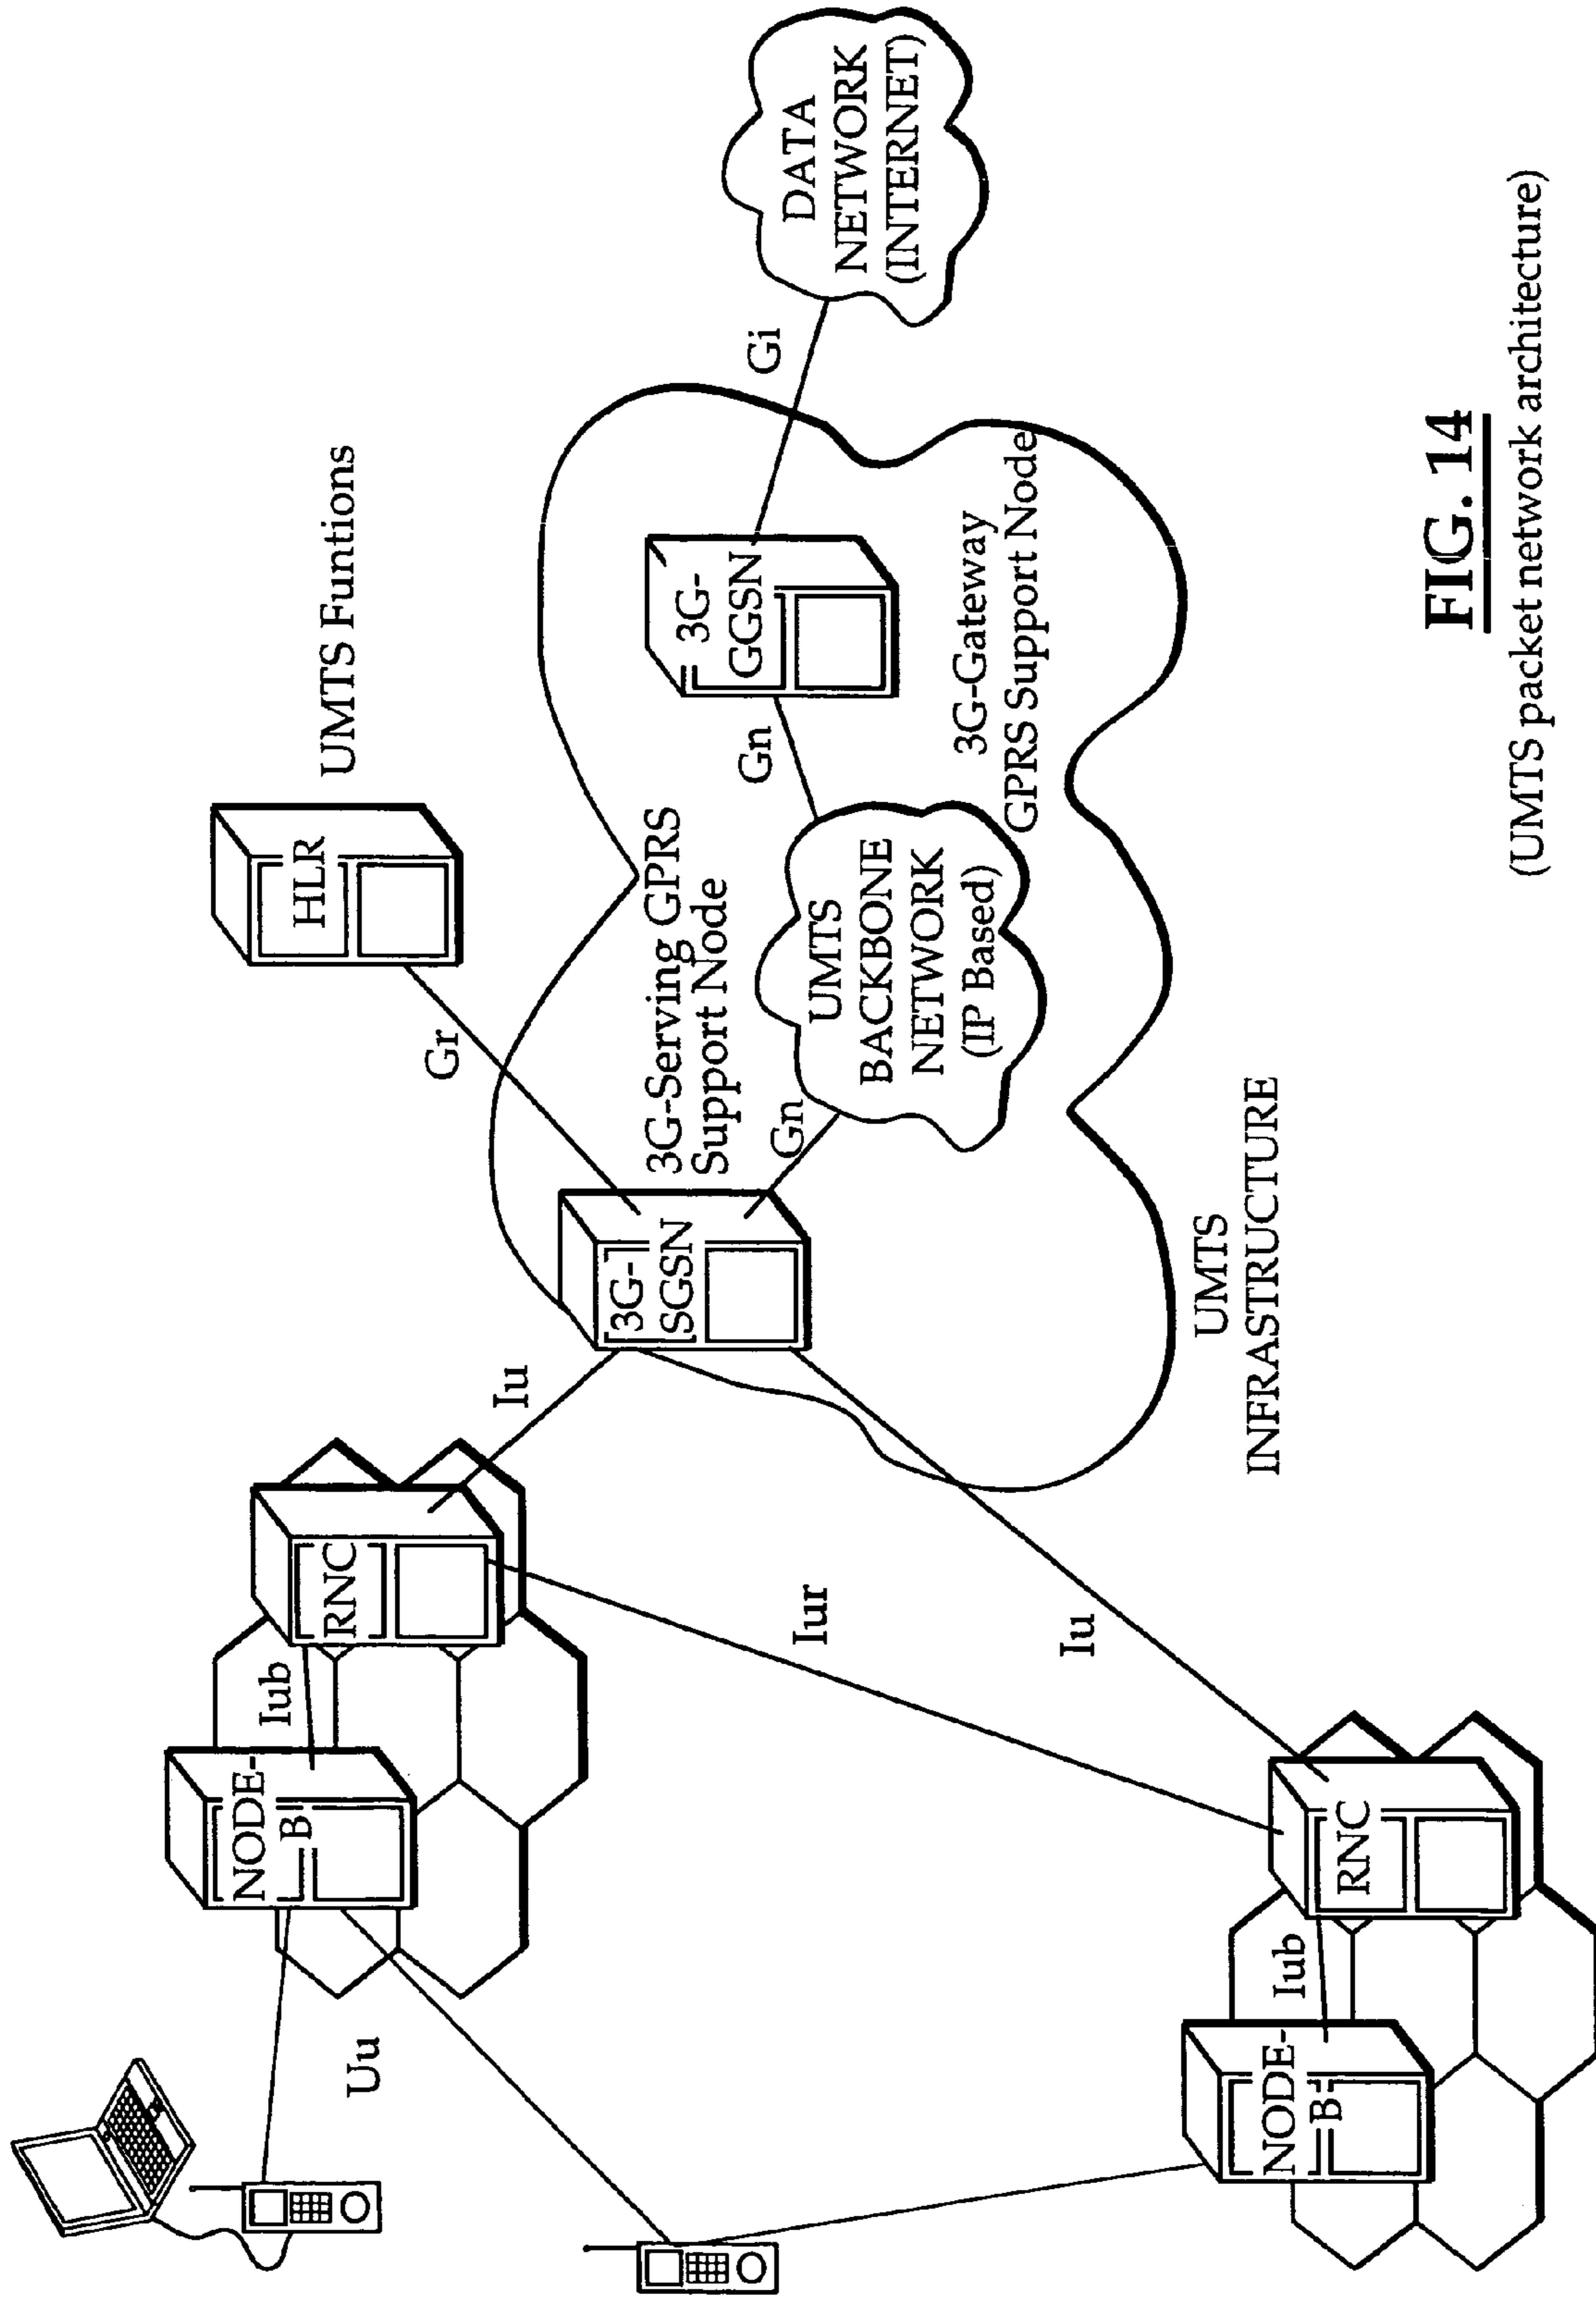 UMTS Funtions
HLR
Gr
NODE-
B
Iub
RNC
Uu
Iu
3G-
SGSN
3G-Serving GPRS
Support Node
Gn
UMTS
BACKBONE
NETWORK
(IP Based)
Gn
3G-
GGSN
3G-Gateway
GPRS Support Node
Gi
DATA
NETWORK
(INTERNET)
Iur
Iu
UMTS
INFRASTRUCTURE
NODE-
B
Iub
RNC
FIG. 14
(UMTS packet network architecture)